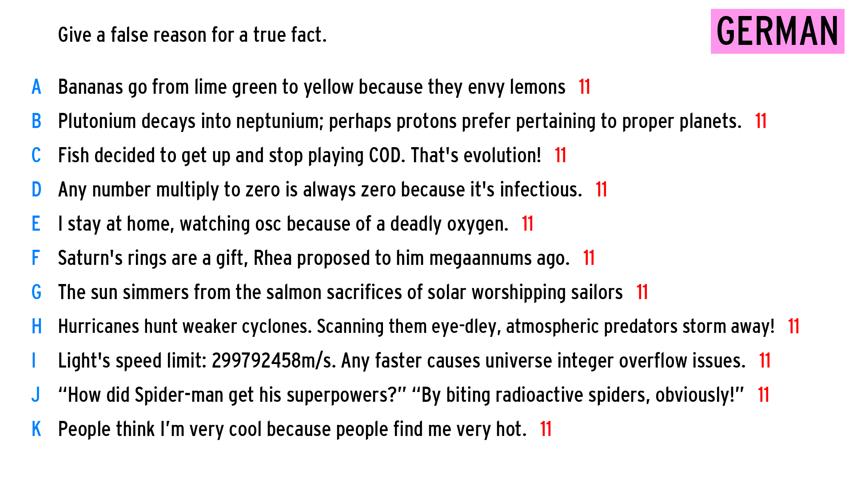 Give a false reason for a true fact.
GERMAN
A Bananas go from lime green to yellow because they envy lemons 11
B Plutonium decays into neptunium; perhaps protons prefer pertaining to proper planets. 11
C Fish decided to get up and stop playing COD. That's evolution! 11
D Any number multiply to zero is always zero because it's infectious. 11
E I stay at home, watching osc because of a deadly oxygen. 11
F Saturn's rings are a gift, Rhea proposed to him megaannums ago. 11
G The sun simmers from the salmon sacrifices of solar worshipping sailors 11
H Hurricanes hunt weaker cyclones. Scanning them eye-dley, atmospheric predators storm away! 11
I Light's speed limit: 299792458m/s. Any faster causes universe integer overflow issues. 11
J “How did Spider-man get his superpowers?” “By biting radioactive spiders, obviously!” 11
K People think I’m very cool because people find me very hot. 11